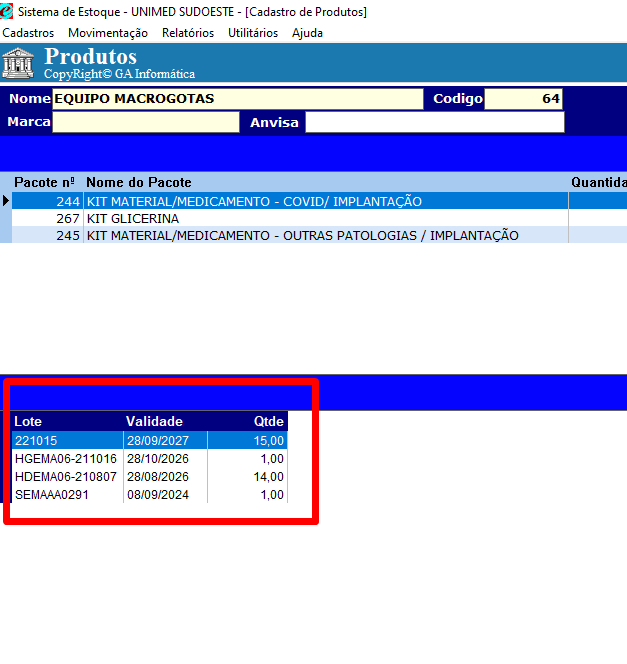 Sistema de Estoque - UNIMED SUDOESTE - [Cadastro de Produtos]
Cadastros Movimentação Relatórios Utilitários Ajuda
Produtos
CopyRight© GA Informática
Nome EQUIPO MACROGOTAS Codigo 64
Marca Anvisa
Pacote nº Nome do Pacote Quantida
244 KIT MATERIAL/MEDICAMENTO - COVID/ IMPLANTAÇÃO
267 KIT GLICERINA
245 KIT MATERIAL/MEDICAMENTO - OUTRAS PATOLOGIAS / IMPLANTAÇÃO
Lote Validade Qtde
221015 28/09/2027 15,00
HGEMA06-211016 28/10/2026 1,00
HDEMA06-210807 28/08/2026 14,00
SEMAAA0291 08/09/2024 1,00